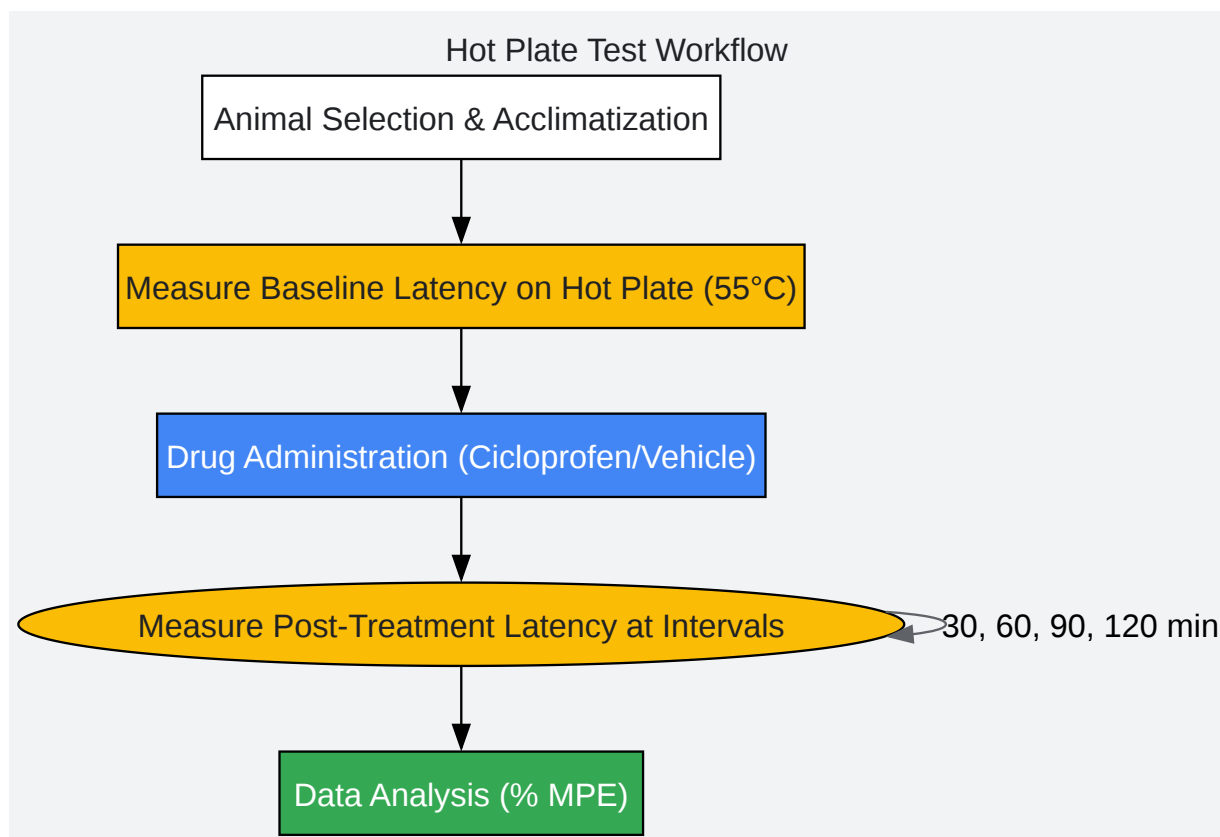 Hot Plate Test Workflow
Animal Selection & Acclimatization
Measure Baseline Latency on Hot Plate (55°C)
Drug Administration (Cicloprofen/Vehicle)
Measure Post-Treatment Latency at Intervals
30, 60, 90, 120 min
Data Analysis (% MPE)